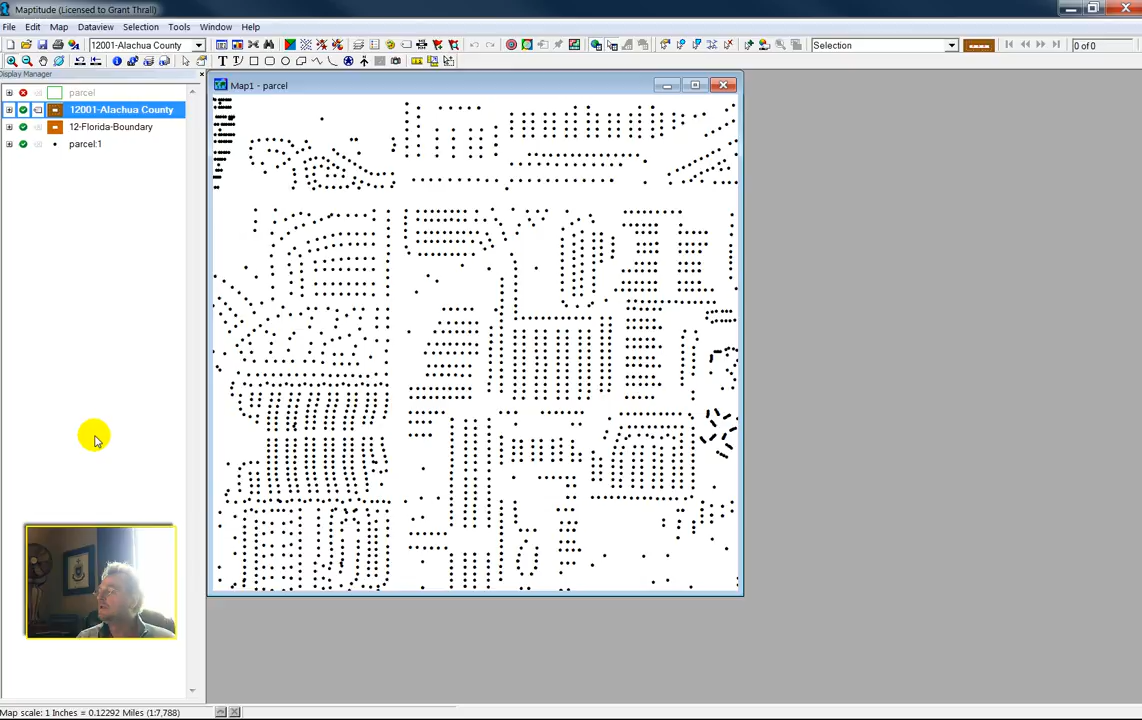 Maptitude (Licensed to Grant Thrall)
File Edit Map Dataview Selection Tools Window Help
12001-Alachua County
Selection
0 of 0
Display Manager
parcel
12001-Alachua County
12-Florida-Boundary
parcel:1
Map1 - parcel
Map scale: 1 Inches = 0.12292 Miles (1:7,788)